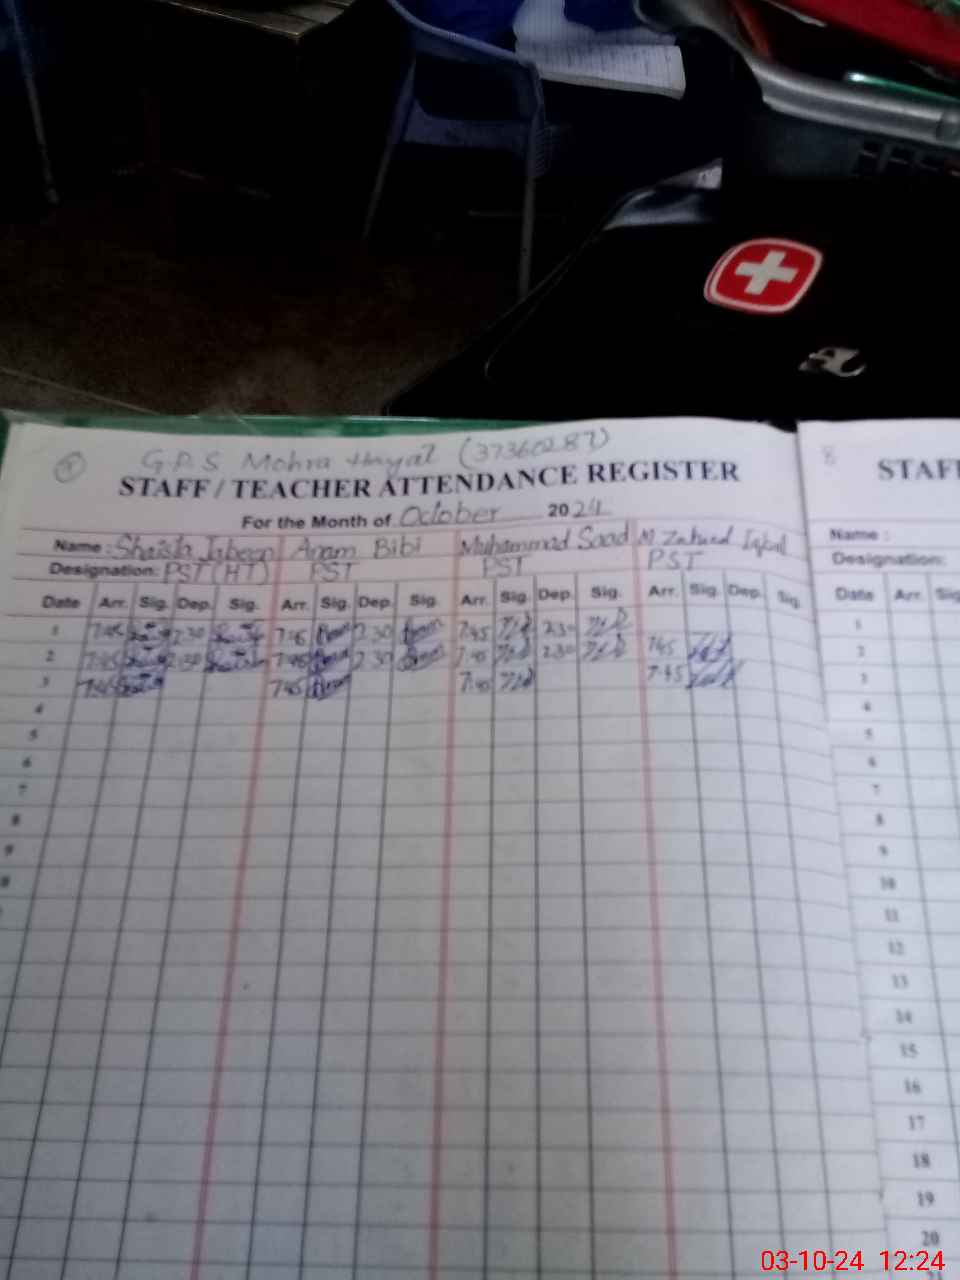 G.P.S Mohra Hayal (37360287)
STAFF / TEACHER ATTENDANCE REGISTER
For the Month of October 2024
Name : Shaista Jabeen Anam Bibi Muhammad Saad M Zaheed Iqbal
Designation: PST (HT) PST PST PST
Date Arr. Sig. Dep. Sig. Arr. Sig. Dep. Sig. Arr. Sig. Dep. Sig. Arr. Sig. Dep. Sig.
1 7:45 2:30 7:45 2:30 7:45 2:30
2 7:45 2:30 7:45 2:30 7:45 2:30 7:45
3 7:45 7:45 7:45 7:45
4
5
6
7
8
9
8
STAFF
Name :
Designation:
Date Arr. Sig
1
2
3
4
5
6
7
8
9
10
11
12
13
14
15
16
17
18
19
20
03-10-24 12:24